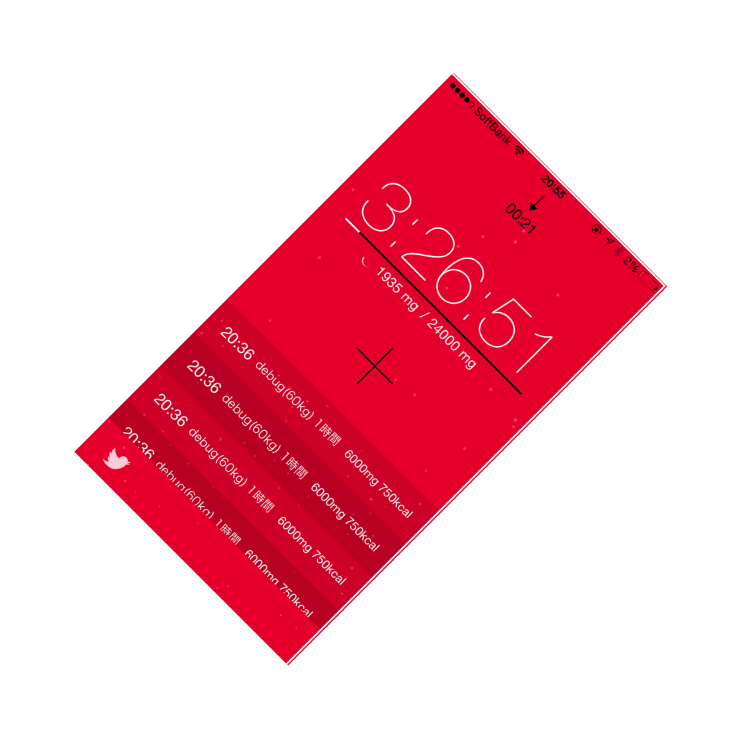 SoftBank 20:55 2%
00:21
3:26:51
1935 mg / 24000 mg
20:36 debug(60kg) 1時間 6000mg 750kcal
20:36 debug(60kg) 1時間 6000mg 750kcal
20:36 debug(60kg) 1時間 6000mg 750kcal
20:36 debug(60kg) 1時間 6000mg 750kcal